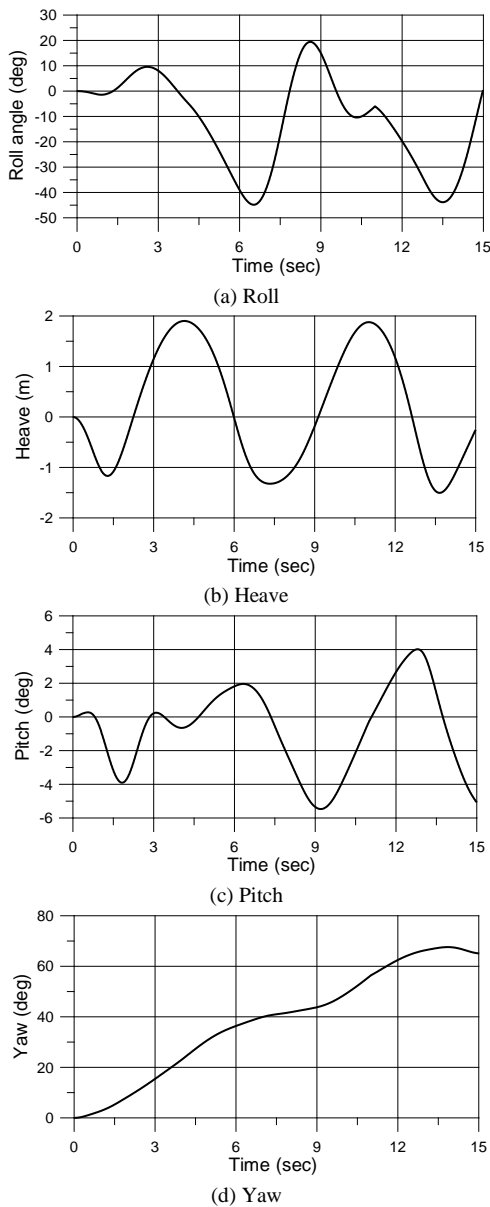 30
20
10
0
-10
-20
-30
-40
-50
Roll angle (deg)
0 3 6 9 12 15
Time (sec)
(a) Roll
2
1
0
-1
-2
Heave (m)
0 3 6 9 12 15
Time (sec)
(b) Heave
6
4
2
0
-2
-4
-6
Pitch (deg)
0 3 6 9 12 15
Time (sec)
(c) Pitch
80
60
40
20
0
Yaw (deg)
0 3 6 9 12 15
Time (sec)
(d) Yaw